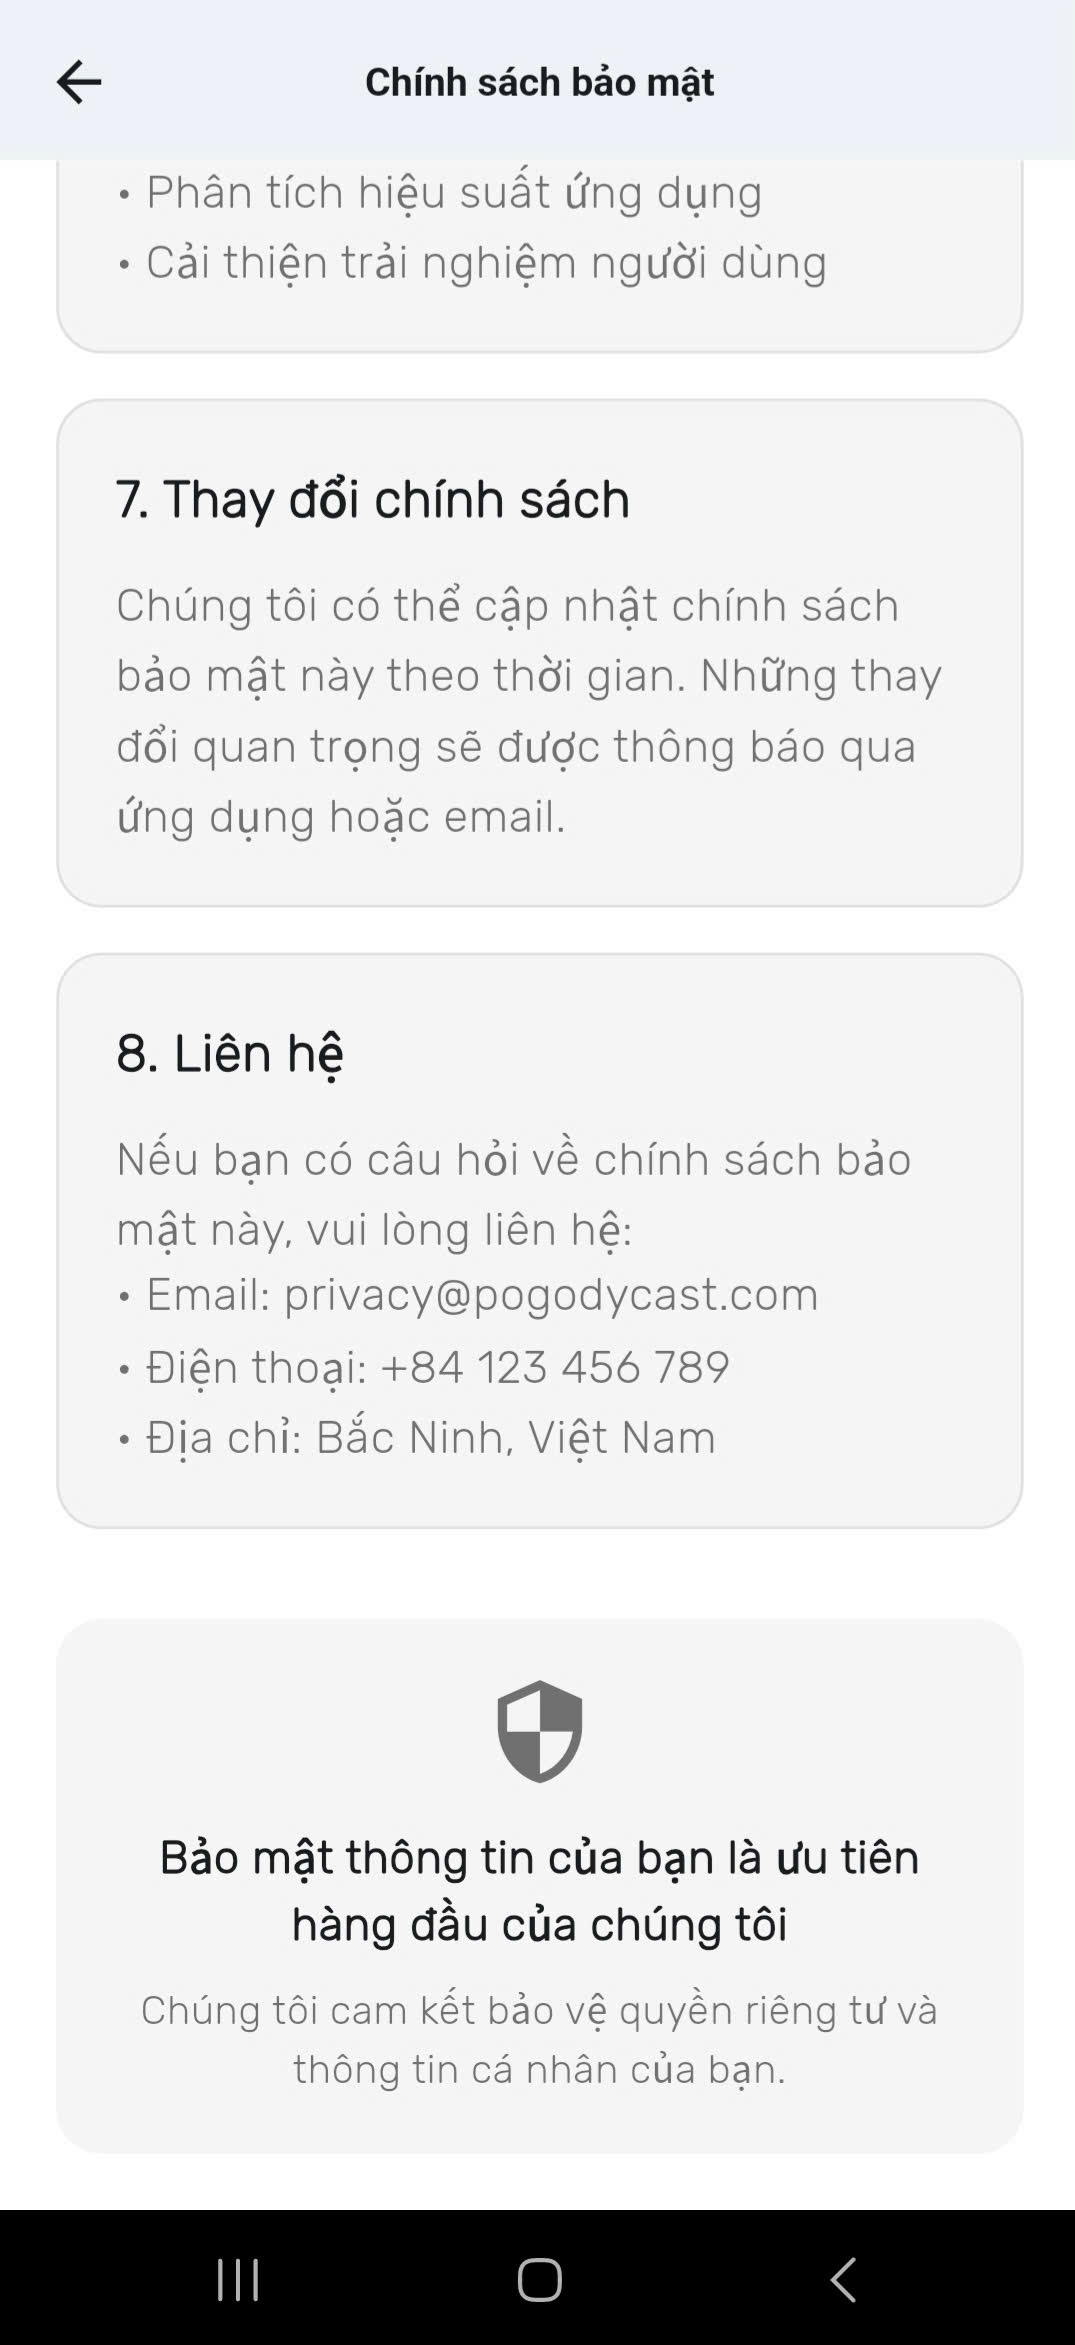 Chính sách bảo mật
• Phân tích hiệu suất ứng dụng
• Cải thiện trải nghiệm người dùng
7. Thay đổi chính sách
Chúng tôi có thể cập nhật chính sách
bảo mật này theo thời gian. Những thay
đổi quan trọng sẽ được thông báo qua
ứng dụng hoặc email.
8. Liên hệ
Nếu bạn có câu hỏi về chính sách bảo
mật này, vui lòng liên hệ:
• Email: privacy@pogodycast.com
• Điện thoại: +84 123 456 789
• Địa chỉ: Bắc Ninh, Việt Nam
Bảo mật thông tin của bạn là ưu tiên
hàng đầu của chúng tôi
Chúng tôi cam kết bảo vệ quyền riêng tư và
thông tin cá nhân của bạn.